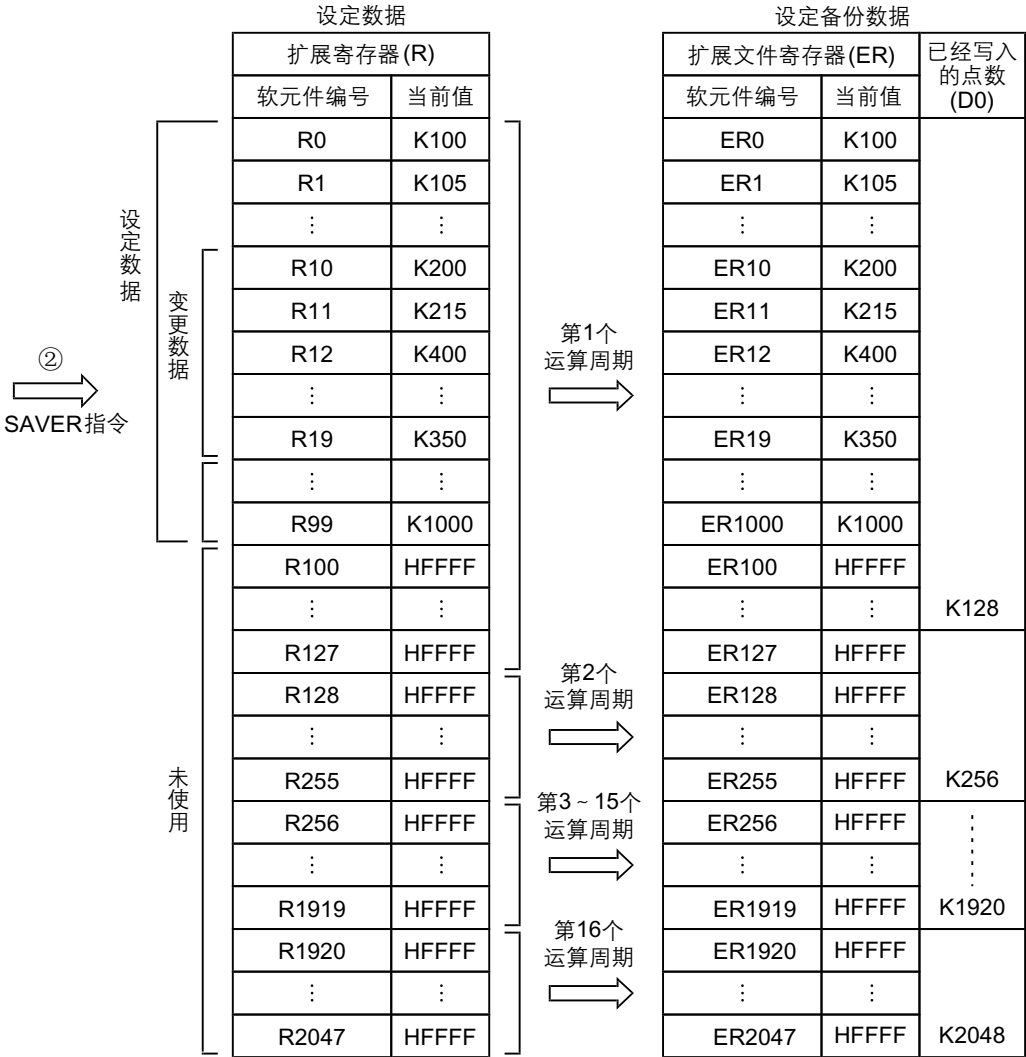 设定数据
设定备份数据
扩展寄存器(R)
扩展文件寄存器(ER)
已经写入
的点数
(D0)
软元件编号 当前值
软元件编号 当前值
R0 K100
ER0 K100
R1 K105
ER1 K105
⋮ ⋮
⋮ ⋮
R10 K200
ER10 K200
R11 K215
ER11 K215
R12 K400
ER12 K400
⋮ ⋮
⋮ ⋮
R19 K350
ER19 K350
⋮ ⋮
⋮ ⋮
R99 K1000
ER1000 K1000
R100 HFFFF
ER100 HFFFF
⋮ ⋮
⋮ ⋮
K128
R127 HFFFF
ER127 HFFFF
R128 HFFFF
ER128 HFFFF
⋮ ⋮
⋮ ⋮
R255 HFFFF
ER255 HFFFF
K256
R256 HFFFF
ER256 HFFFF
⋮ ⋮
⋮ ⋮
R1919 HFFFF
ER1919 HFFFF
K1920
R1920 HFFFF
ER1920 HFFFF
⋮ ⋮
⋮ ⋮
R2047 HFFFF
ER2047 HFFFF
K2048
设定数据
变更数据
②
SAVER指令
未使用
第1个
运算周期
第2个
运算周期
第3~15个
运算周期
第16个
运算周期